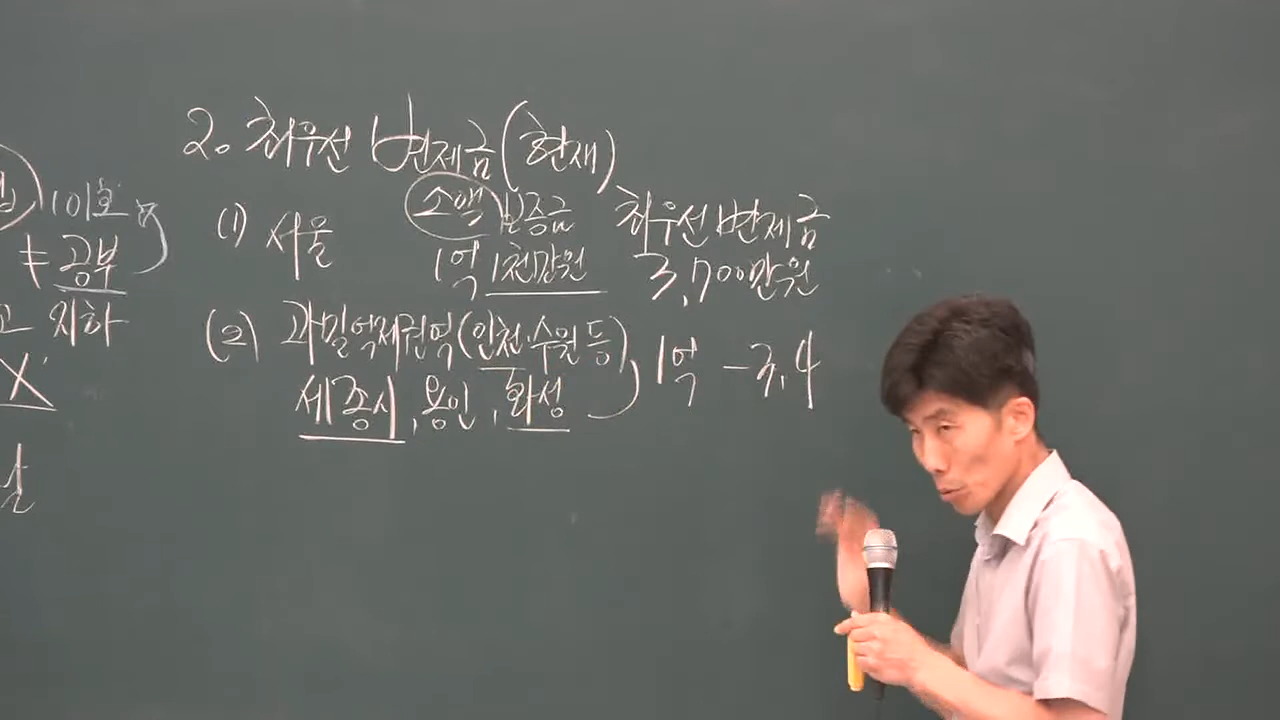 2. 최우선 변제금(현재)
(1) 서울
소액 보증금 최우선변제금
1억 1천만원 3,700만원
(2) 과밀억제권역(인천·수원 등)
세종시, 용인, 화성
1억 - 3,4
101호
≠ 공부
지하
X